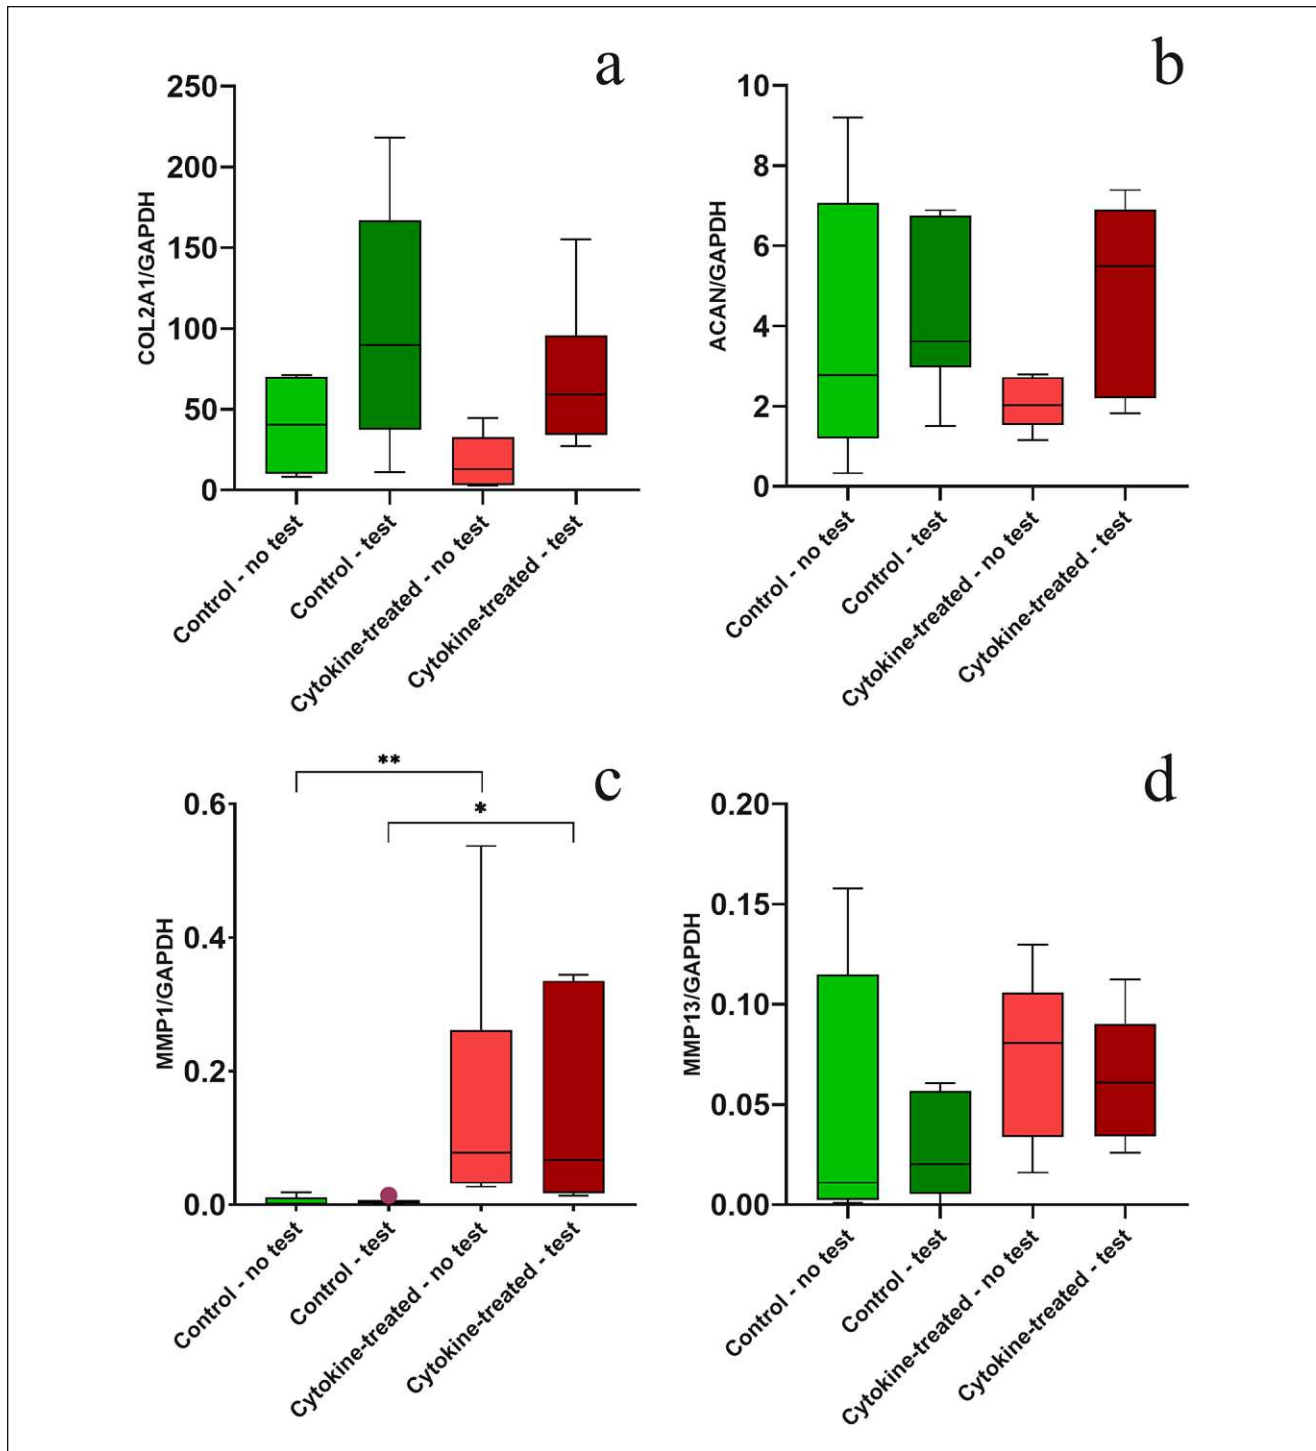 a
250
200
150
100
50
0
COL2A1/GAPDH
Control - no test
Control - test
Cytokine-treated - no test
Cytokine-treated - test
b
10
8
6
4
2
0
ACAN/GAPDH
Control - no test
Control - test
Cytokine-treated - no test
Cytokine-treated - test
c
**
*
0.6
0.4
0.2
0.0
MMP1/GAPDH
Control - no test
Control - test
Cytokine-treated - no test
Cytokine-treated - test
d
0.20
0.15
0.10
0.05
0.00
MMP13/GAPDH
Control - no test
Control - test
Cytokine-treated - no test
Cytokine-treated - test